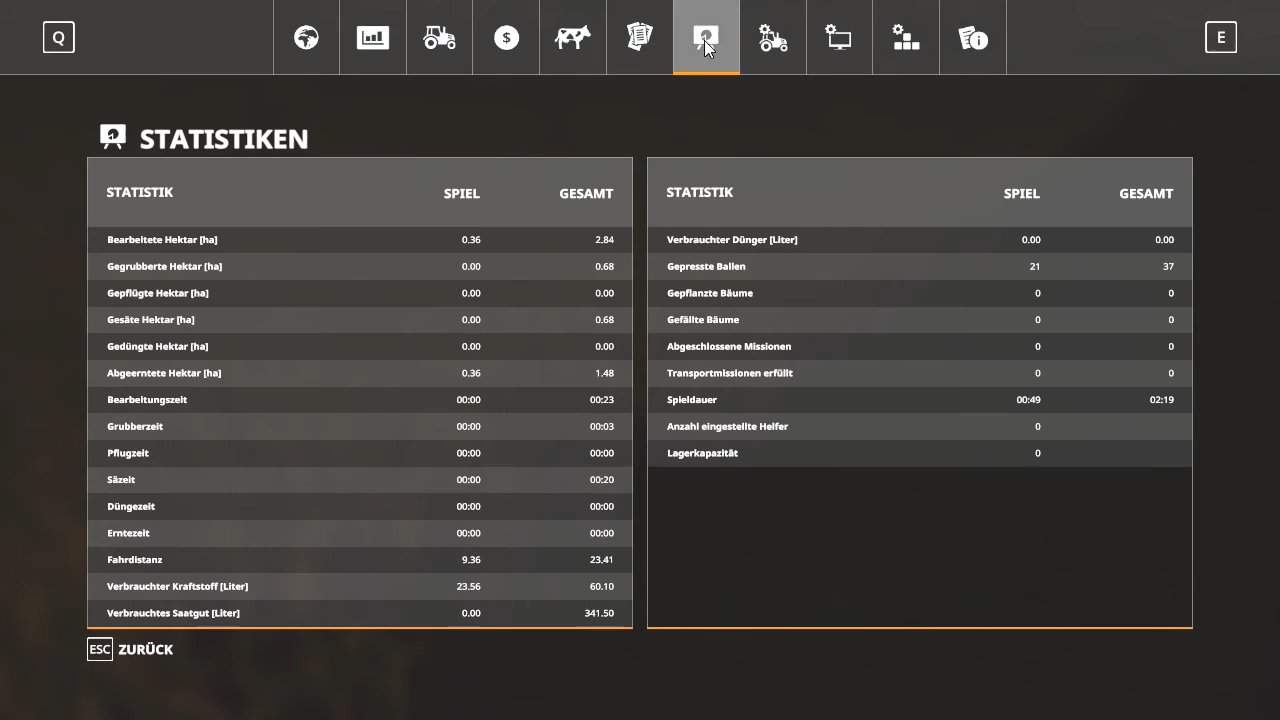 Q
$
E
STATISTIKEN
STATISTIK SPIEL GESAMT
Bearbeitete Hektar [ha] 0.36 2.84
Gegrubberte Hektar [ha] 0.00 0.68
Gepflügte Hektar [ha] 0.00 0.00
Gesäte Hektar [ha] 0.00 0.68
Gedüngte Hektar [ha] 0.00 0.00
Abgeerntete Hektar [ha] 0.36 1.48
Bearbeitungszeit 00:00 00:23
Grubberzeit 00:00 00:03
Pflugzeit 00:00 00:00
Säzeit 00:00 00:20
Düngezeit 00:00 00:00
Erntezeit 00:00 00:00
Fahrdistanz 9.36 23.41
Verbrauchter Kraftstoff [Liter] 23.56 60.10
Verbrauchtes Saatgut [Liter] 0.00 341.50
STATISTIK SPIEL GESAMT
Verbrauchter Dünger [Liter] 0.00 0.00
Gepresste Ballen 21 37
Gepflanzte Bäume 0 0
Gefällte Bäume 0 0
Abgeschlossene Missionen 0 0
Transportmissionen erfüllt 0 0
Spieldauer 00:49 02:19
Anzahl eingestellte Helfer 0
Lagerkapazität 0
ESC ZURÜCK